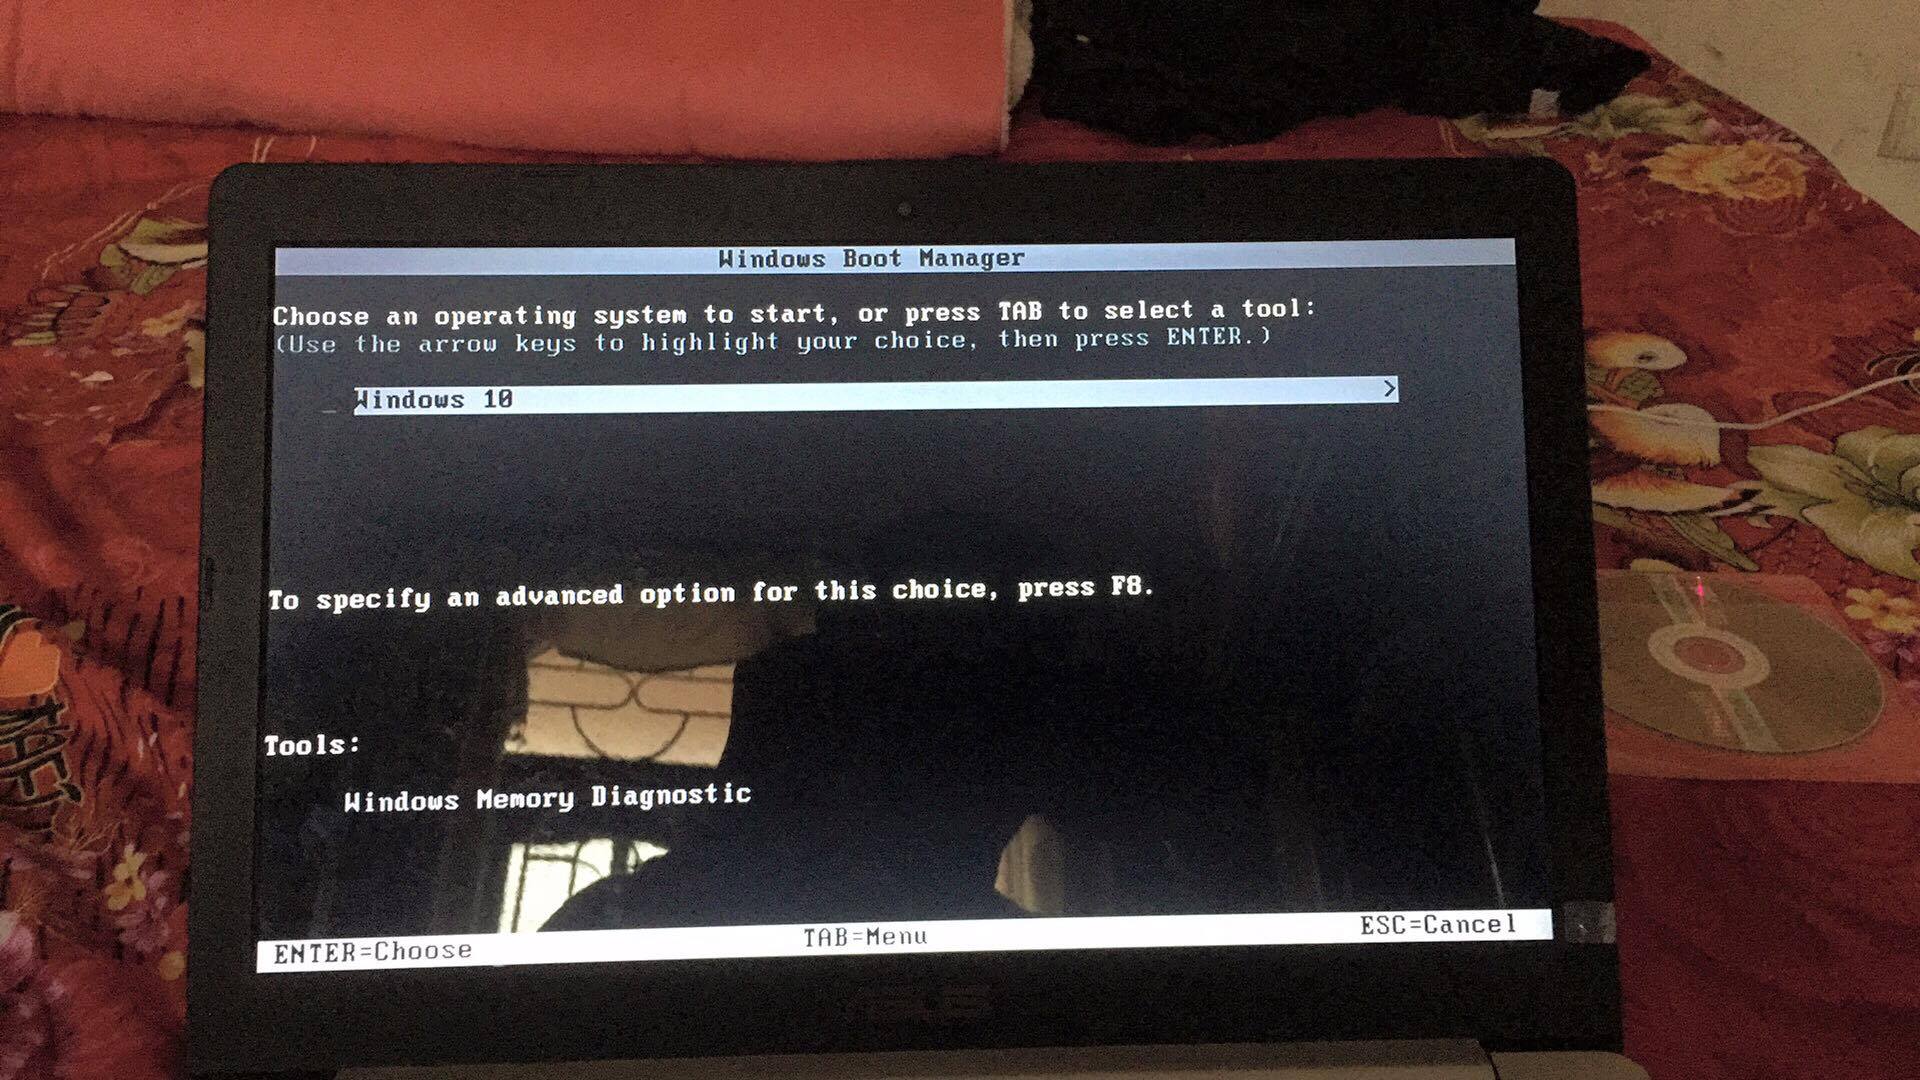 Windows Boot Manager
Choose an operating system to start, or press TAB to select a tool:
(Use the arrow keys to highlight your choice, then press ENTER.)
Windows 10 >
To specify an advanced option for this choice, press F8.
Tools:
Windows Memory Diagnostic
ENTER=Choose TAB=Menu ESC=Cancel